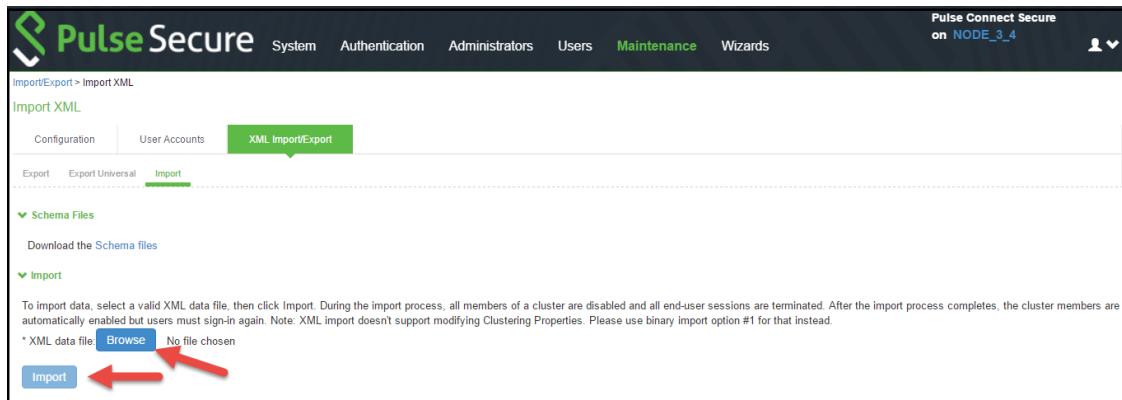 Pulse Secure System Authentication Administrators Users Maintenance Wizards
Pulse Connect Secure
on NODE_3_4
Import/Export > Import XML
Import XML
Configuration User Accounts XML Import/Export
Export Export Universal Import
Schema Files
Download the Schema files
Import
To import data, select a valid XML data file, then click Import. During the import process, all members of a cluster are disabled and all end-user sessions are terminated. After the import process completes, the cluster members are
automatically enabled but users must sign-in again. Note: XML import doesn't support modifying Clustering Properties. Please use binary import option #1 for that instead.
* XML data file: Browse No file chosen
Import